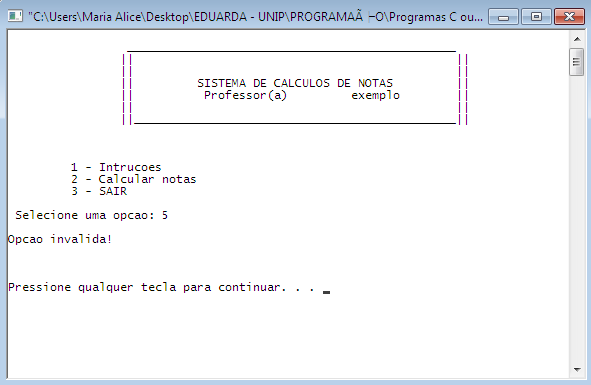 "C:\Users\Maria Alice\Desktop\EDUARDA - UNIP\PROGRAMAÃ├O\Programas C ou...
SISTEMA DE CALCULOS DE NOTAS
Professor(a) exemplo
1 - Intrucoes
2 - Calcular notas
3 - SAIR
Selecione uma opcao: 5
Opcao invalida!
Pressione qualquer tecla para continuar. . . _